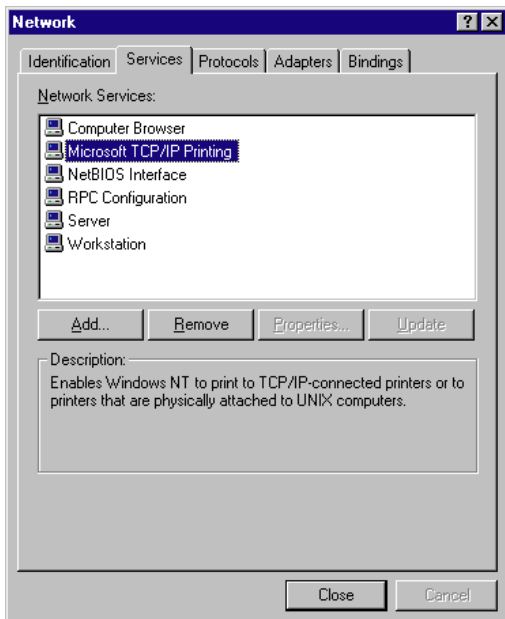 Network
Identification Services Protocols Adapters Bindings
Network Services:
Computer Browser
Microsoft TCP/IP Printing
NetBIOS Interface
RPC Configuration
Server
Workstation
Add... Remove Properties... Update
Description:
Enables Windows NT to print to TCP/IP-connected printers or to
printers that are physically attached to UNIX computers.
Close Cancel